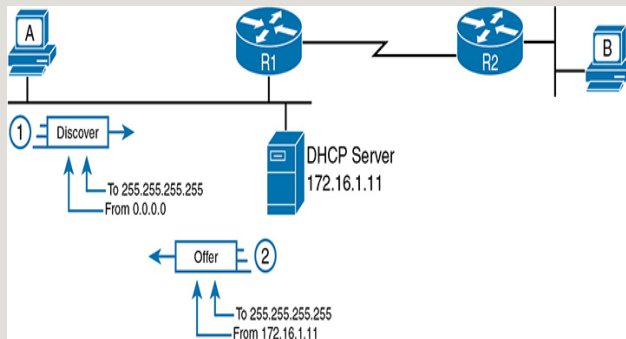 A
R1
R2
B
1
Discover
To 255.255.255.255
From 0.0.0.0
DHCP Server
172.16.1.11
Offer
2
To 255.255.255.255
From 172.16.1.11